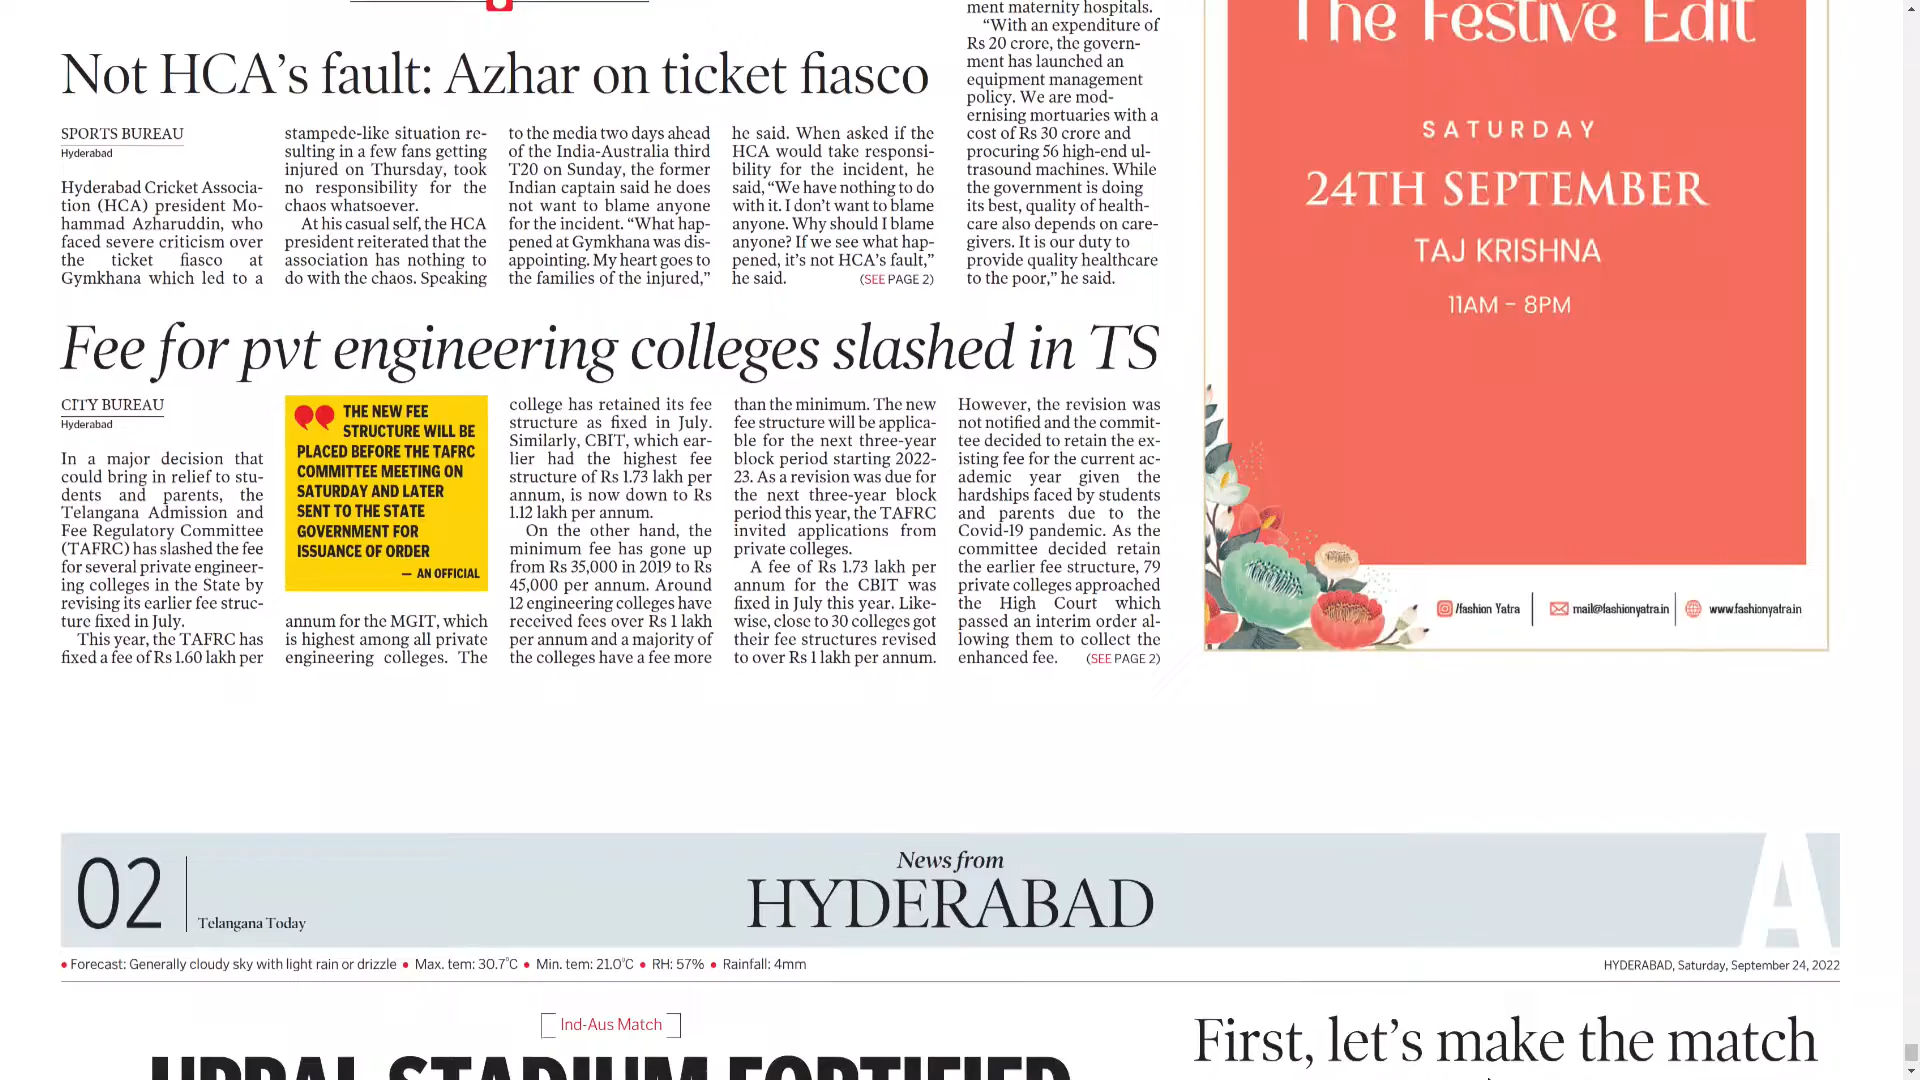 Not HCA's fault: Azhar on ticket fiasco
SPORTS BUREAU
Hyderabad
Hyderabad Cricket Associa-
tion (HCA) president Mo-
hammad Azharuddin, who
faced severe criticism over
the ticket fiasco at
Gymkhana which led to a
stampede-like situation re-
sulting in a few fans getting
injured on Thursday, took
no responsibility for the
chaos whatsoever.
At his casual self, the HCA
president reiterated that the
association has nothing to
do with the chaos. Speaking
to the media two days ahead
of the India-Australia third
T20 on Sunday, the former
Indian captain said he does
not want to blame anyone
for the incident. “What hap-
pened at Gymkhana was dis-
appointing. My heart goes to
the families of the injured,”
he said. When asked if the
HCA would take responsi-
bility for the incident, he
said, “We have nothing to do
with it. I don't want to blame
anyone. Why should I blame
anyone? If we see what hap-
pened, it's not HCA's fault,”
he said. (SEE PAGE 2)
ment maternity hospitals.
“With an expenditure of
Rs 20 crore, the govern-
ment has launched an
equipment management
policy. We are mod-
ernising mortuaries with a
cost of Rs 30 crore and
procuring 56 high-end ul-
trasound machines. While
the government is doing
its best, quality of health-
care also depends on care-
givers. It is our duty to
provide quality healthcare
to the poor,” he said.
Fee for pvt engineering colleges slashed in TS
CITY BUREAU
Hyderabad
In a major decision that
could bring in relief to stu-
dents and parents, the
Telangana Admission and
Fee Regulatory Committee
(TAFRC) has slashed the fee
for several private engineer-
ing colleges in the State by
revising its earlier fee struc-
ture fixed in July.
This year, the TAFRC has
fixed a fee of Rs 1.60 lakh per
THE NEW FEE
STRUCTURE WILL BE
PLACED BEFORE THE TAFRC
COMMITTEE MEETING ON
SATURDAY AND LATER
SENT TO THE STATE
GOVERNMENT FOR
ISSUANCE OF ORDER
— AN OFFICIAL
annum for the MGIT, which
is highest among all private
engineering colleges. The
college has retained its fee
structure as fixed in July.
Similarly, CBIT, which ear-
lier had the highest fee
structure of Rs 1.73 lakh per
annum, is now down to Rs
1.12 lakh per annum.
On the other hand, the
minimum fee has gone up
from Rs 35,000 in 2019 to Rs
45,000 per annum. Around
12 engineering colleges have
received fees over Rs 1 lakh
per annum and a majority of
the colleges have a fee more
than the minimum. The new
fee structure will be applica-
ble for the next three-year
block period starting 2022-
23. As a revision was due for
the next three-year block
period this year, the TAFRC
invited applications from
private colleges.
A fee of Rs 1.73 lakh per
annum for the CBIT was
fixed in July this year. Like-
wise, close to 30 colleges got
their fee structures revised
to over Rs 1 lakh per annum.
However, the revision was
not notified and the commit-
tee decided to retain the ex-
isting fee for the current ac-
ademic year given the
hardships faced by students
and parents due to the
Covid-19 pandemic. As the
committee decided retain
the earlier fee structure, 79
private colleges approached
the High Court which
passed an interim order al-
lowing them to collect the
enhanced fee. (SEE PAGE 2)
The Festive Edit
SATURDAY
24TH SEPTEMBER
TAJ KRISHNA
11AM - 8PM
/fashion Yatra mail@fashionyatra.in www.fashionyatra.in
02
Telangana Today
News from
HYDERABAD
A
• Forecast: Generally cloudy sky with light rain or drizzle • Max. tem: 30.7°C • Min. tem: 21.0°C • RH: 57% • Rainfall: 4mm
HYDERABAD, Saturday, September 24, 2022
Ind-Aus Match
UPPAL STADIUM FORTIFIED
First, let's make the match